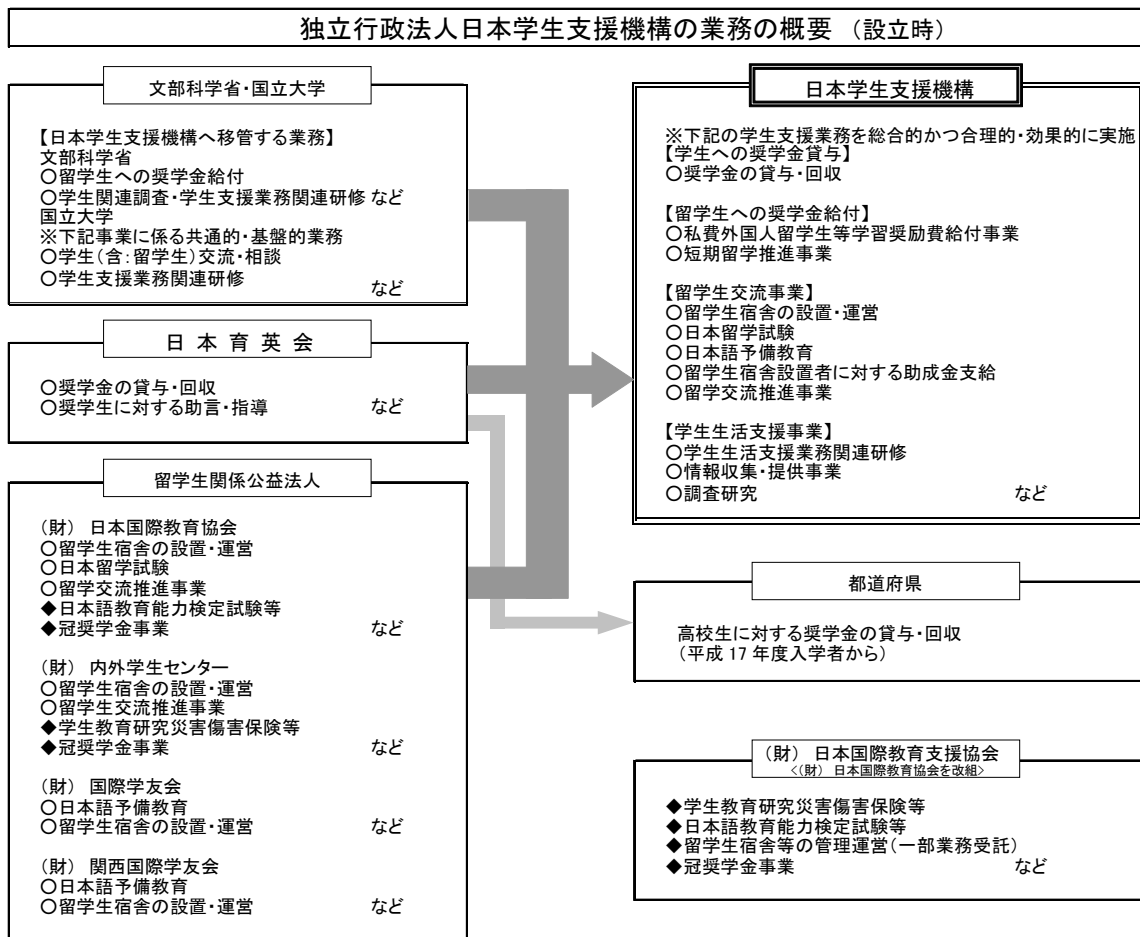 独立行政法人日本学生支援機構の業務の概要 (設立時)
文部科学省・国立大学
【日本学生支援機構へ移管する業務】
文部科学省
○留学生への奨学金給付
○学生関連調査・学生支援業務関連研修 など
国立大学
※下記事業に係る共通的・基盤的業務
○学生(含:留学生)交流・相談
○学生支援業務関連研修
など
日本育英会
○奨学金の貸与・回収
○奨学生に対する助言・指導 など
留学生関係公益法人
(財) 日本国際教育協会
○留学生宿舎の設置・運営
○日本留学試験
○留学交流推進事業
◆日本語教育能力検定試験等
◆冠奨学金事業 など
(財) 内外学生センター
○留学生宿舎の設置・運営
○留学生交流推進事業
◆学生教育研究災害傷害保険等
◆冠奨学金事業 など
(財) 国際学友会
○日本語予備教育
○留学生宿舎の設置・運営 など
(財) 関西国際学友会
○日本語予備教育
○留学生宿舎の設置・運営 など
日本学生支援機構
※下記の学生支援業務を総合的かつ合理的・効果的に実施
【学生への奨学金貸与】
○奨学金の貸与・回収
【留学生への奨学金給付】
○私費外国人留学生等学習奨励費給付事業
○短期留学推進事業
【留学生交流事業】
○留学生宿舎の設置・運営
○日本留学試験
○日本語予備教育
○留学生宿舎設置者に対する助成金支給
○留学交流推進事業
【学生生活支援事業】
○学生生活支援業務関連研修
○情報収集・提供事業
○調査研究 など
都道府県
高校生に対する奨学金の貸与・回収
(平成 17 年度入学者から)
(財) 日本国際教育支援協会
<(財) 日本国際教育協会を改組>
◆学生教育研究災害傷害保険等
◆日本語教育能力検定試験等
◆留学生宿舎等の管理運営(一部業務受託)
◆冠奨学金事業 など